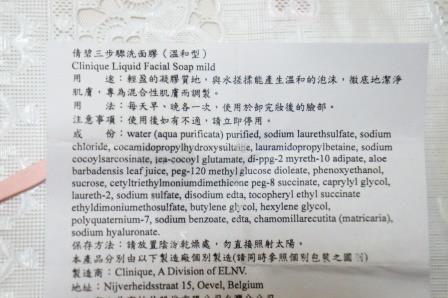 倩碧三步驟洗面膠(溫和型)
Clinique Liquid Facial Soap mild
用　途:輕盈的凝膠質地,與水搓揉能產生溫和的泡沫,徹底地潔淨
肌膚,專為混合性肌膚而調製。
用　法:每天早、晚各一次,使用於卸完妝後的臉部。
注意事項:使用後如有不適,請立即停用。
成　份:water (aqua purificata) purified, sodium laurethsulfate, sodium
chloride, cocamidopropylhydroxysultaine, lauramidopropylbetaine, sodium
cocoylsarcosinate, tea-cocoyl glutamate, di-ppg-2 myreth-10 adipate, aloe
barbadensis leaf juice, peg-120 methyl glucose dioleate, phenoxyethanol,
sucrose, cetyltriethylmoniumdimethicone peg-8 succinate, caprylyl glycol,
laureth-2, sodium sulfate, disodium edta, tocopheryl ethyl succinate
ethyldimoniumethosulfate, butylene glycol, hexylene glycol,
polyquaternium-7, sodium benzoate, edta, chamomillarecutita (matricaria),
sodium hyaluronate.
保存方法:請放置陰涼乾燥處,勿直接照射太陽。
本產品分別由以下製造廠個別製造(請同時參照個別包裝之圖
製造商:Clinique, A Division of ELNV.
地址:Nijverheidsstraat 15, Oevel, Belgium